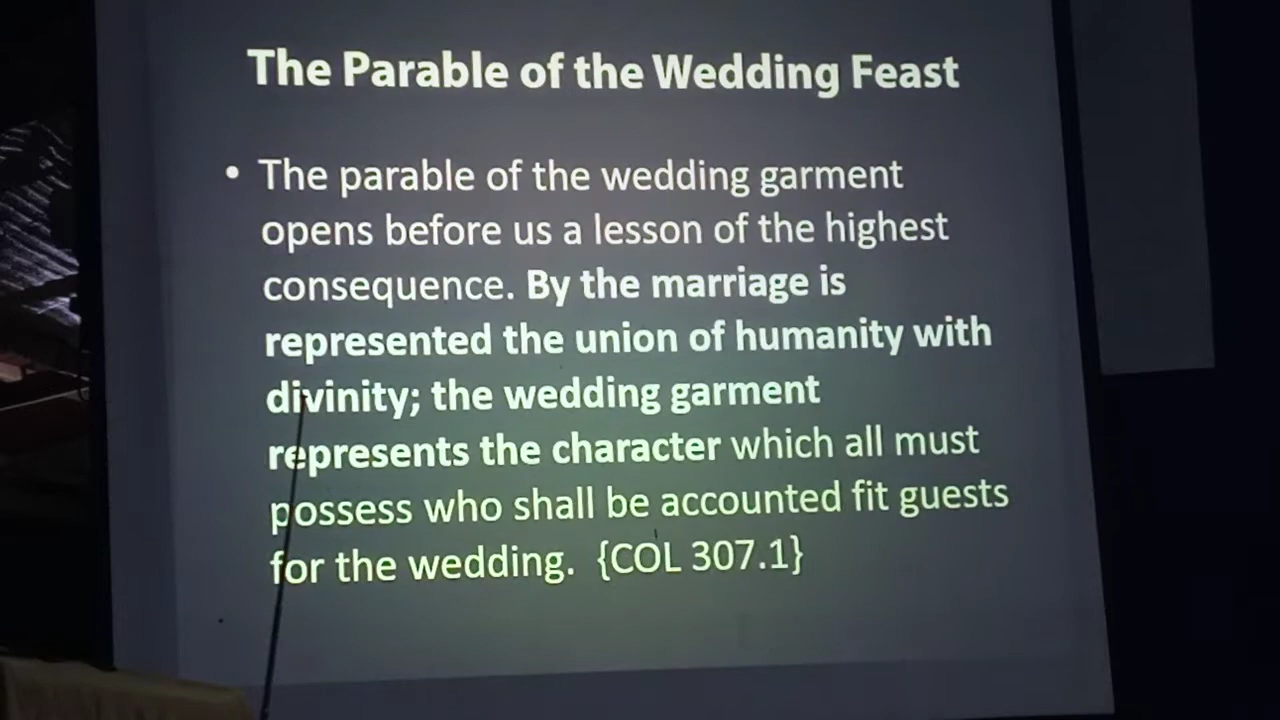 The Parable of the Wedding Feast
• The parable of the wedding garment
opens before us a lesson of the highest
consequence. By the marriage is
represented the union of humanity with
divinity; the wedding garment
represents the character which all must
possess who shall be accounted fit guests
for the wedding. {COL 307.1}